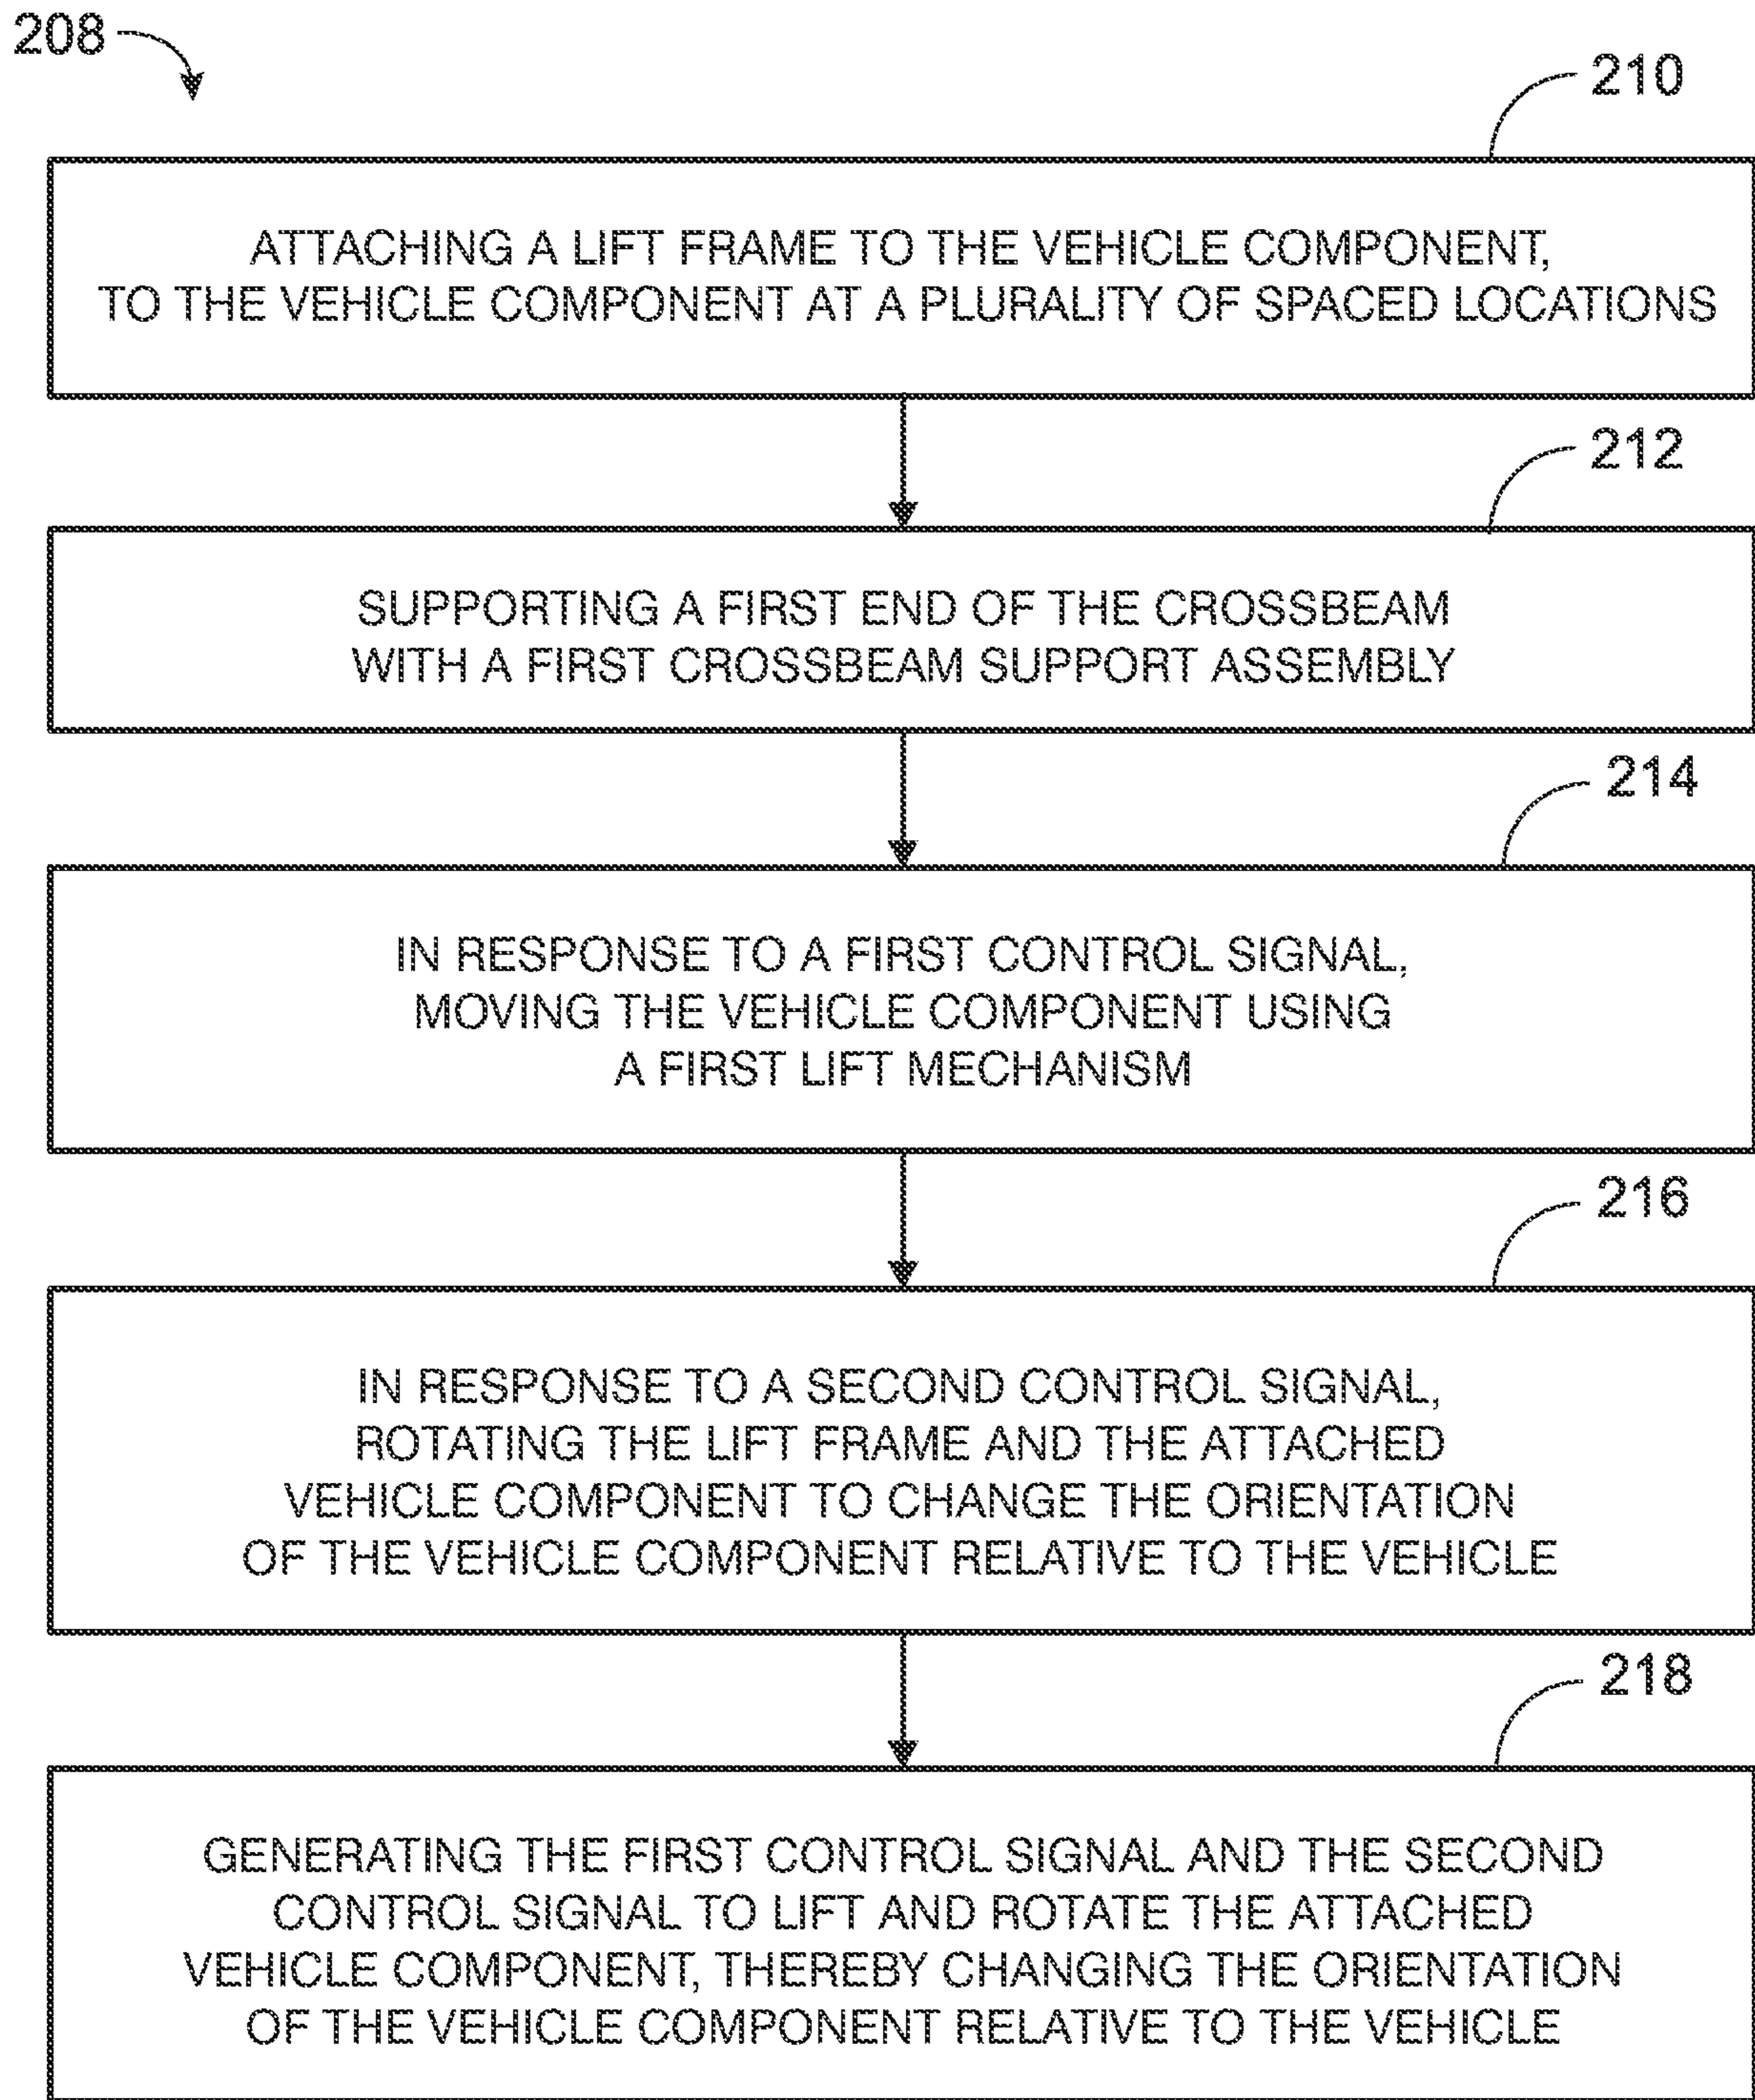 208
210
ATTACHING A LIFT FRAME TO THE VEHICLE COMPONENT,
TO THE VEHICLE COMPONENT AT A PLURALITY OF SPACED LOCATIONS
212
SUPPORTING A FIRST END OF THE CROSSBEAM
WITH A FIRST CROSSBEAM SUPPORT ASSEMBLY
214
IN RESPONSE TO A FIRST CONTROL SIGNAL,
MOVING THE VEHICLE COMPONENT USING
A FIRST LIFT MECHANISM
216
IN RESPONSE TO A SECOND CONTROL SIGNAL,
ROTATING THE LIFT FRAME AND THE ATTACHED
VEHICLE COMPONENT TO CHANGE THE ORIENTATION
OF THE VEHICLE COMPONENT RELATIVE TO THE VEHICLE
218
GENERATING THE FIRST CONTROL SIGNAL AND THE SECOND
CONTROL SIGNAL TO LIFT AND ROTATE THE ATTACHED
VEHICLE COMPONENT, THEREBY CHANGING THE ORIENTATION
OF THE VEHICLE COMPONENT RELATIVE TO THE VEHICLE